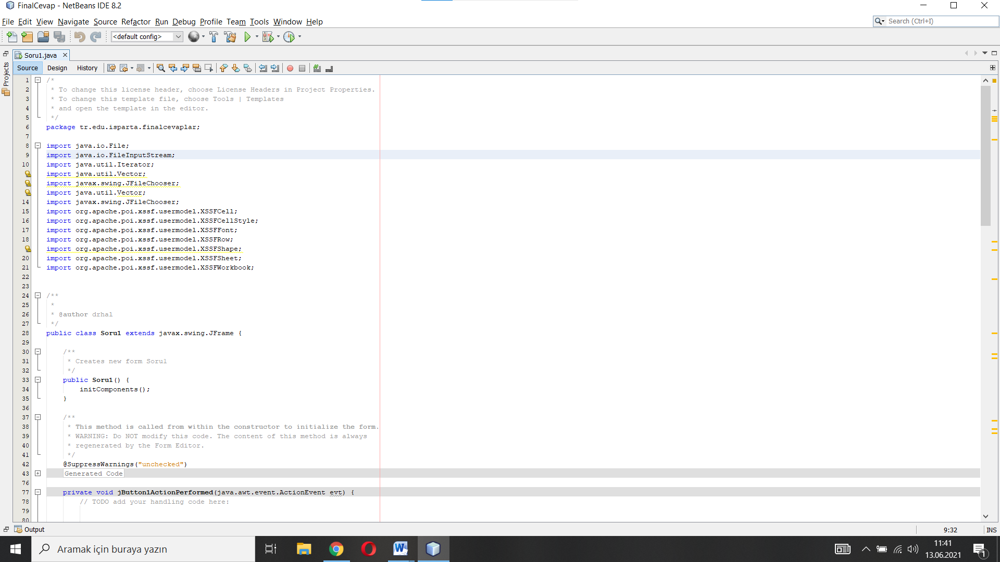 FinalCevap - NetBeans IDE 8.2
File Edit View Navigate Source Refactor Run Debug Profile Team Tools Window Help
Search (Ctrl+I)
<default config>
Projects
Soru1.java
Source Design History
1 /*
2 * To change this license header, choose License Headers in Project Properties.
3 * To change this template file, choose Tools | Templates
4 * and open the template in the editor.
5 */
6 package tr.edu.isparta.finalcevaplar;
7
8 import java.io.File;
9 import java.io.FileInputStream;
10 import java.util.Iterator;
import java.util.Vector;
import javax.swing.JFileChooser;
import java.util.Vector;
14 import javax.swing.JFileChooser;
15 import org.apache.poi.xssf.usermodel.XSSFCell;
16 import org.apache.poi.xssf.usermodel.XSSFCellStyle;
17 import org.apache.poi.xssf.usermodel.XSSFFont;
18 import org.apache.poi.xssf.usermodel.XSSFRow;
import org.apache.poi.xssf.usermodel.XSSFShape;
20 import org.apache.poi.xssf.usermodel.XSSFSheet;
21 import org.apache.poi.xssf.usermodel.XSSFWorkbook;
22
23
24 /**
25 *
26 * @author drhal
27 */
28 public class Soru1 extends javax.swing.JFrame {
29
30 /**
31 * Creates new form Soru1
32 */
33 public Soru1() {
34 initComponents();
35 }
36
37 /**
38 * This method is called from within the constructor to initialize the form.
39 * WARNING: Do NOT modify this code. The content of this method is always
40 * regenerated by the Form Editor.
41 */
42 @SuppressWarnings("unchecked")
43 Generated Code
76
77 private void jButton1ActionPerformed(java.awt.event.ActionEvent evt) {
78 // TODO add your handling code here:
79
80
Output
9:32 INS
Aramak için buraya yazın
11:41
13.06.2021
1